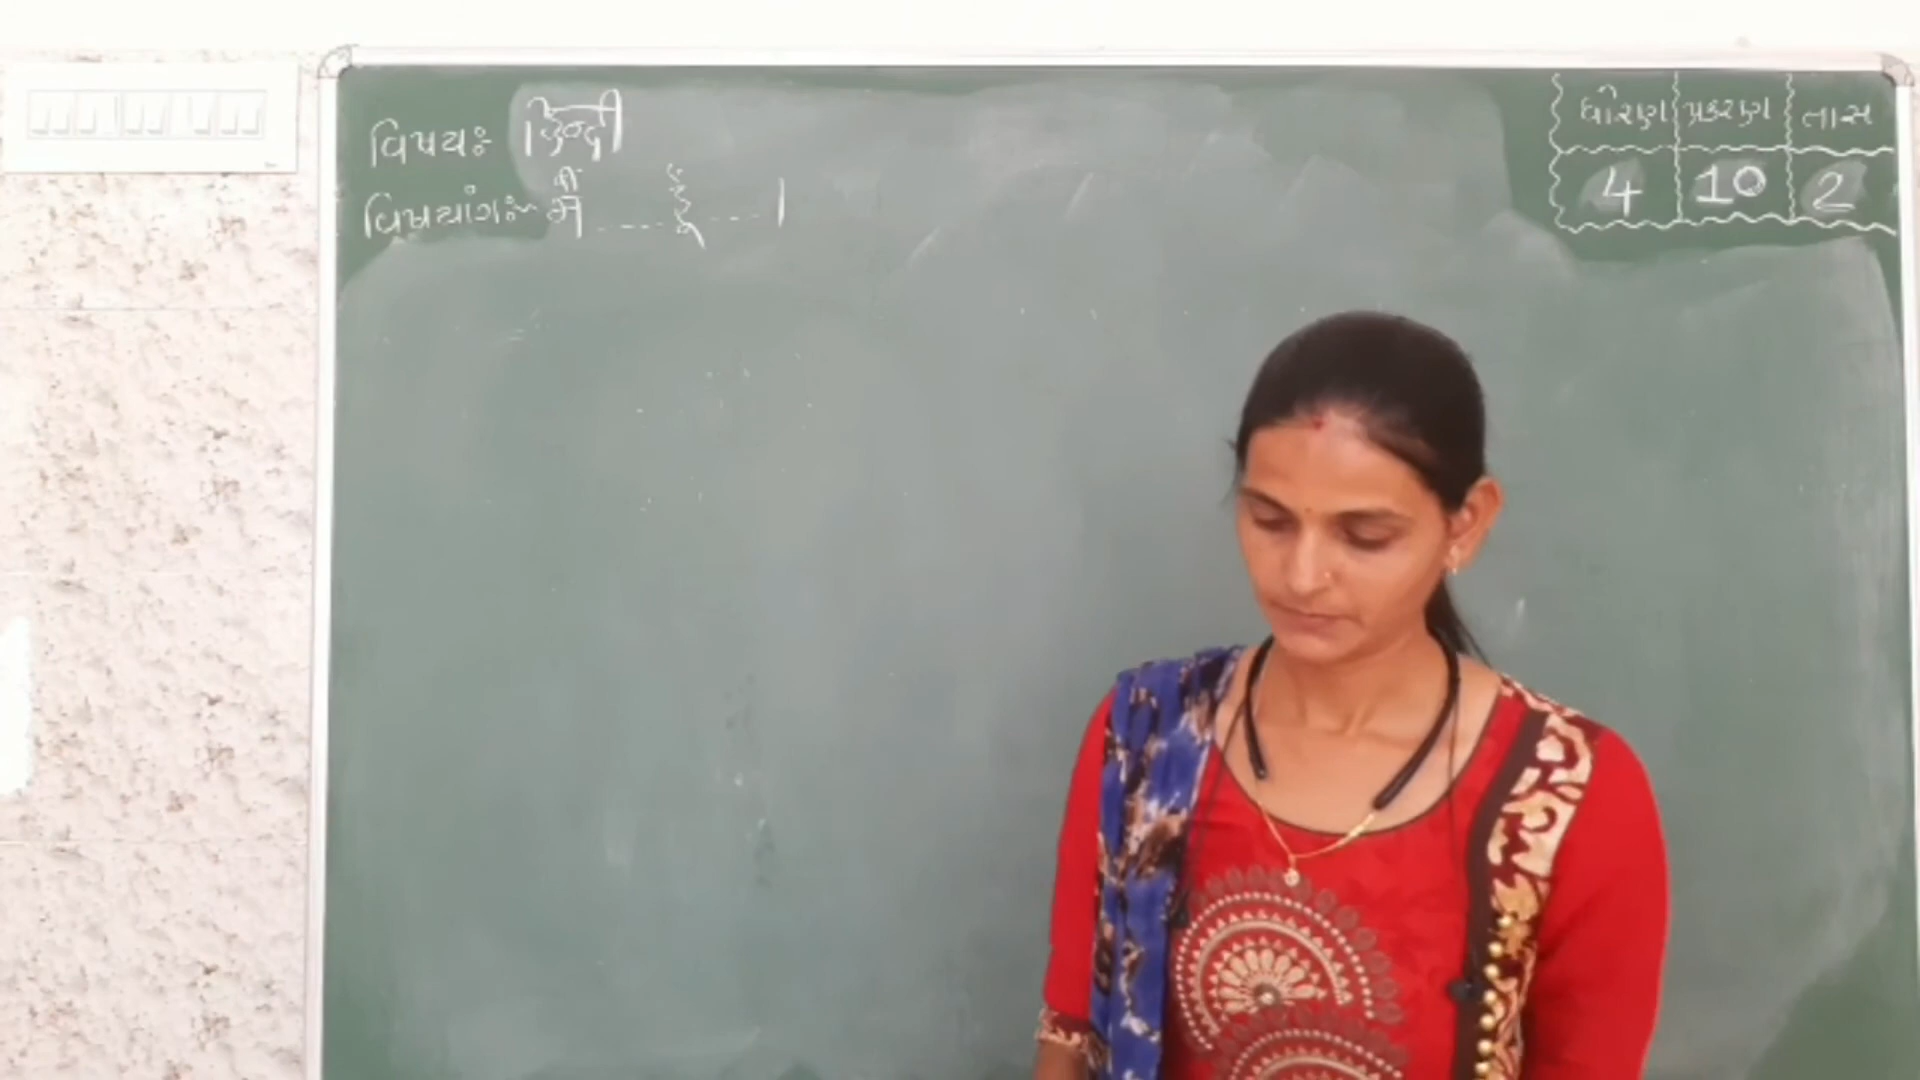 વિષયઃ हिन्दी
વિષયાંગઃ- मैं ..... हूँ ....।
ધોરણ પ્રકરણ તાસ
4 10 2